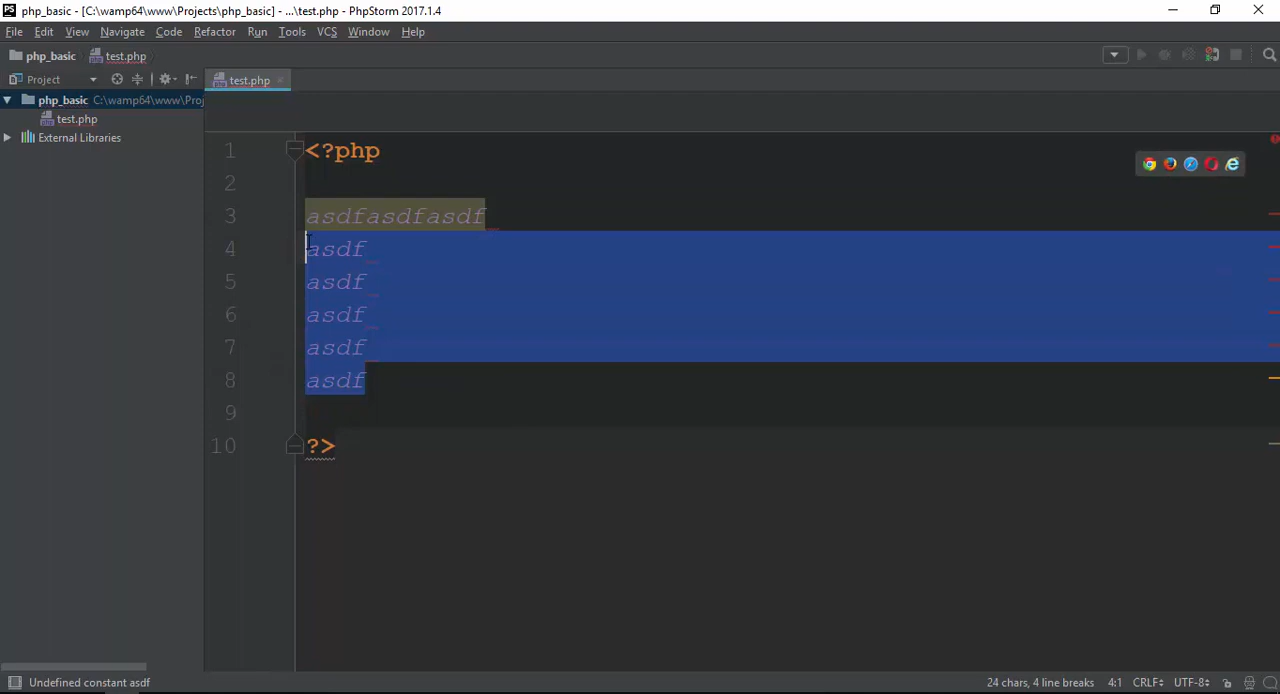 PS php_basic - [C:\wamp64\www\Projects\php_basic] - ...\test.php - PhpStorm 2017.1.4
File Edit View Navigate Code Refactor Run Tools VCS Window Help
php_basic test.php
Project test.php
php_basic C:\wamp64\www\Proj
test.php
External Libraries
1 <?php
2
3 asdfasdfasdf
4 asdf
5 asdf
6 asdf
7 asdf
8 asdf
9
10 ?>
Undefined constant asdf 24 chars, 4 line breaks 4:1 CRLF UTF-8